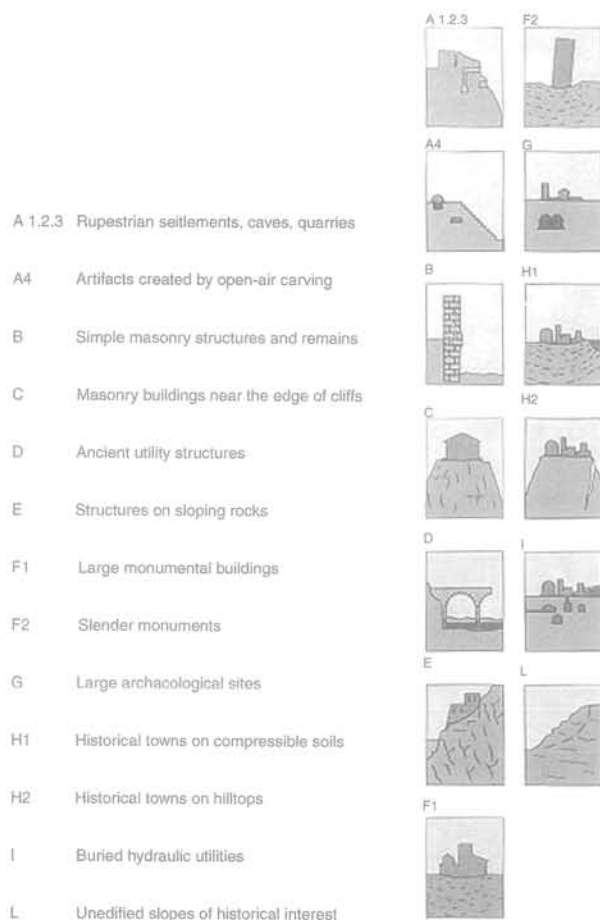 A 1.2.3 F2
A4 G
A 1.2.3 Rupestrian seitlements, caves, quarries
A4 Artifacts created by open-air carving
B H1
B Simple masonry structures and remains
C Masonry buildings near the edge of cliffs
C H2
D Ancient utility structures
E Structures on sloping rocks
D I
F1 Large monumental buildings
F2 Slender monuments
E L
G Large archacological sites
H1 Historical towns on compressible soils
H2 Historical towns on hilltops
F1
I Buried hydraulic utilities
L Unedified slopes of historical interest